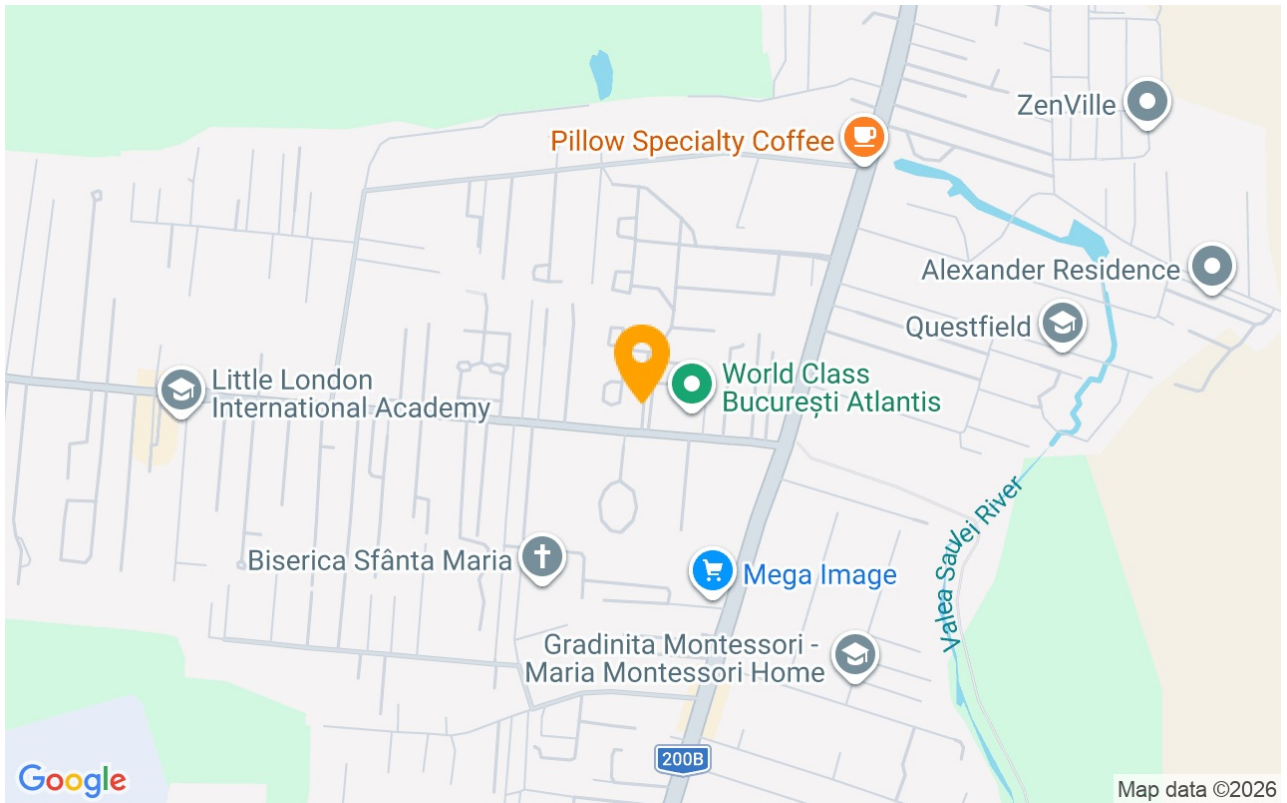 ZenVille
Pillow Specialty Coffee
Alexander Residence
Questfield
World Class
București Atlantis
Little London
International Academy
Valea Saulei River
Biserica Sfânta Maria
Mega Image
Gradinita Montessori -
Maria Montessori Home
200B
Google
Map data ©2026